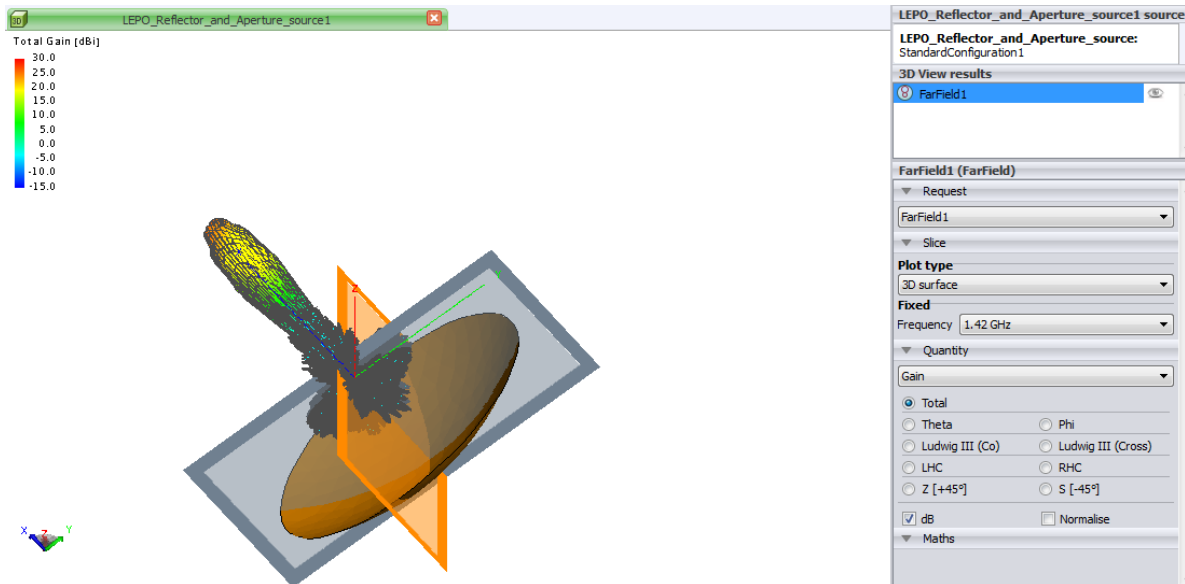 LEPO_Reflector_and_Aperture_source1
Total Gain [dBi]
30.0
25.0
20.0
15.0
10.0
5.0
0.0
-5.0
-10.0
-15.0
Z
Y
X Z Y
LEPO_Reflector_and_Aperture_source1 source
LEPO_Reflector_and_Aperture_source:
StandardConfiguration1
3D View results
FarField1
FarField1 (FarField)
Request
FarField1
Slice
Plot type
3D surface
Fixed
Frequency 1.42 GHz
Quantity
Gain
Total
Theta Phi
Ludwig III (Co) Ludwig III (Cross)
LHC RHC
Z [+45°] S [-45°]
dB Normalise
Maths